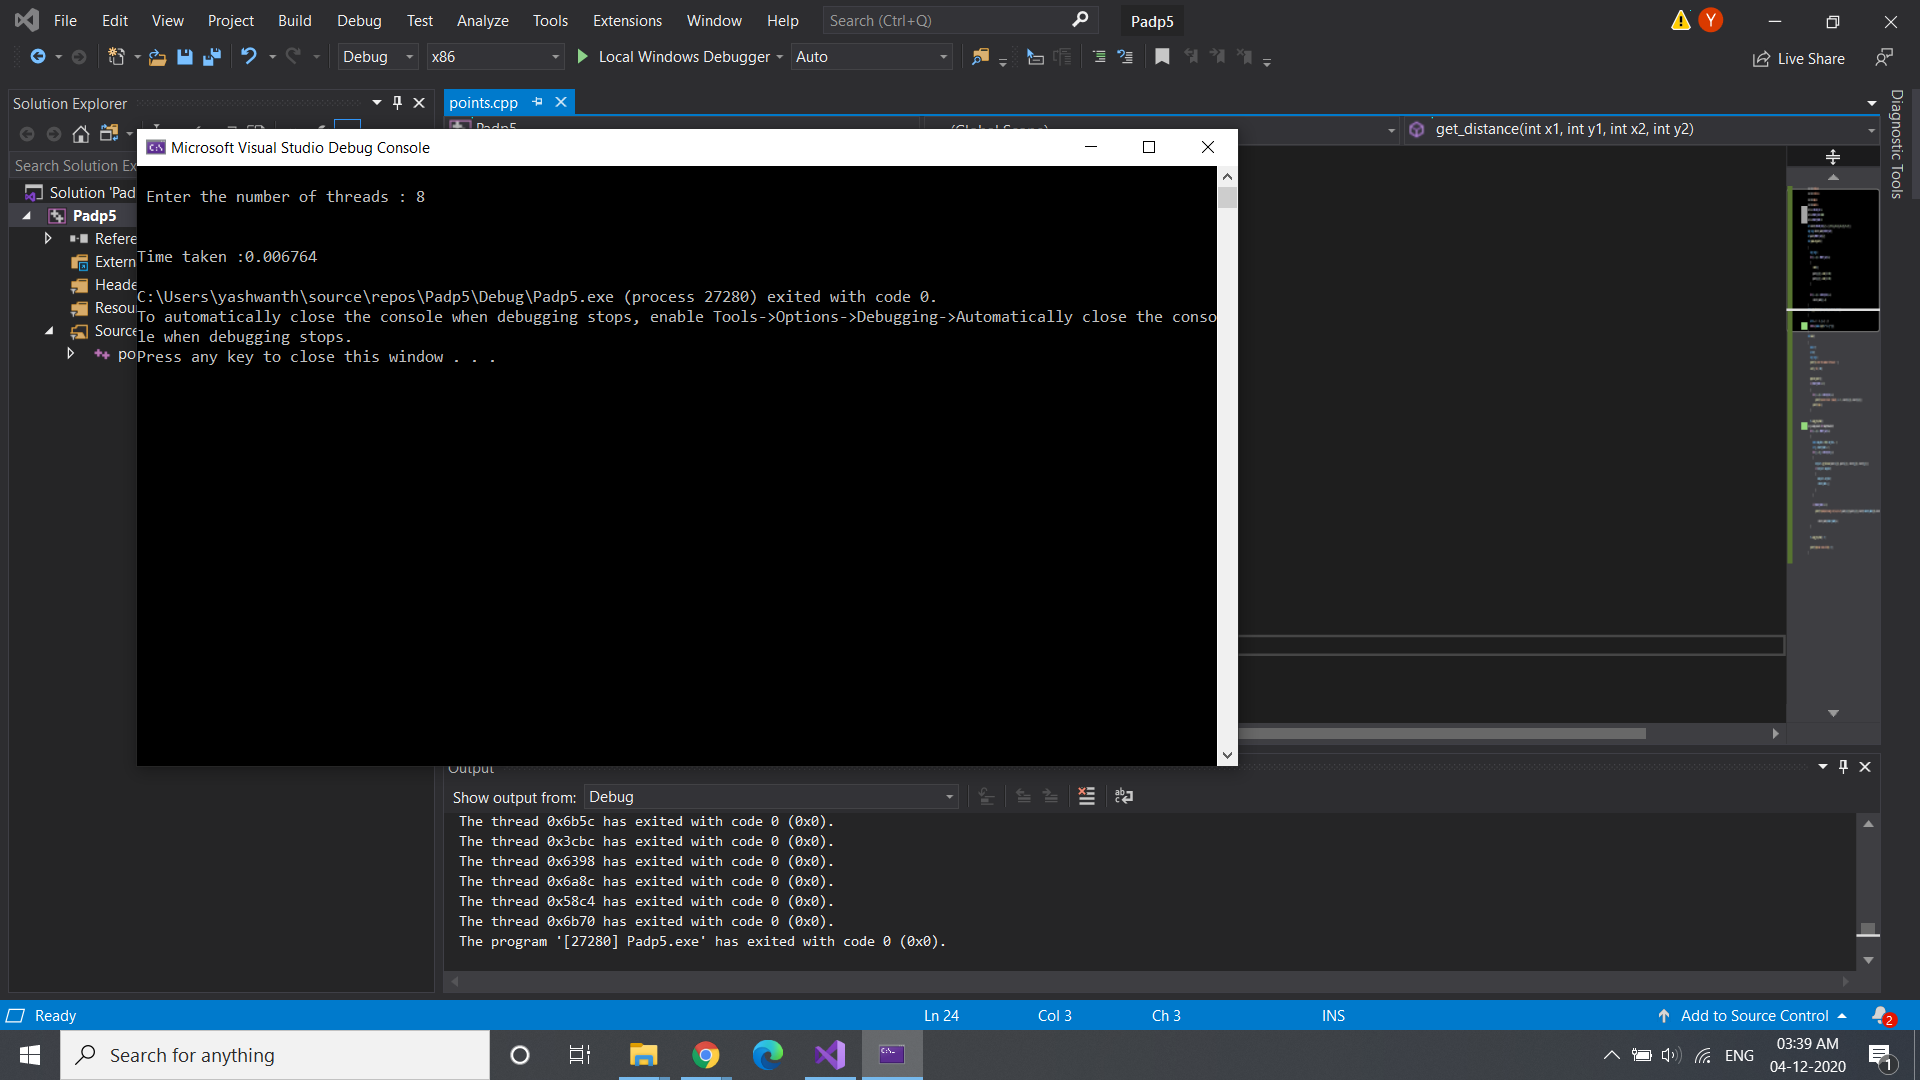 File Edit View Project Build Debug Test Analyze Tools Extensions Window Help Search (Ctrl+Q) Padp5 Y
Debug x86 Local Windows Debugger Auto Live Share
Solution Explorer
points.cpp
Padp5 (Global Scope) get_distance(int x1, int y1, int x2, int y2)
Diagnostic Tools
Search Solution Ex
Solution 'Pad
Padp5
Refere
Extern
Heade
Resou
Source
po
Microsoft Visual Studio Debug Console
Enter the number of threads : 8
Time taken :0.006764
C:\Users\yashwanth\source\repos\Padp5\Debug\Padp5.exe (process 27280) exited with code 0.
To automatically close the console when debugging stops, enable Tools->Options->Debugging->Automatically close the conso
le when debugging stops.
Press any key to close this window . . .
Output
Show output from: Debug
The thread 0x6b5c has exited with code 0 (0x0).
The thread 0x3cbc has exited with code 0 (0x0).
The thread 0x6398 has exited with code 0 (0x0).
The thread 0x6a8c has exited with code 0 (0x0).
The thread 0x58c4 has exited with code 0 (0x0).
The thread 0x6b70 has exited with code 0 (0x0).
The program '[27280] Padp5.exe' has exited with code 0 (0x0).
Ready Ln 24 Col 3 Ch 3 INS Add to Source Control 2
Search for anything ENG 03:39 AM
04-12-2020 1